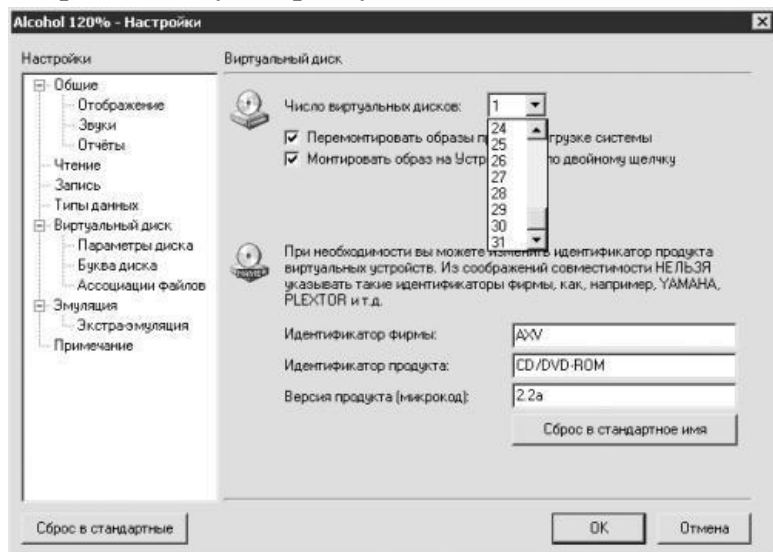 Alcohol 120% - Настройки
Настройки
Виртуальный диск
Общие
Отображение
Звуки
Отчёты
Чтение
Запись
Типы данных
Виртуальный диск
Параметры диска
Буква диска
Ассоциации файлов
Эмуляция
Экстра-эмуляция
Примечание
Число виртуальных дисков: 1
Перемонтировать образы п грузке системы
Монтировать образ на Устр по двойному щелчку
24
25
26
27
28
29
30
31
При необходимости вы можете изменить идентификатор продукта
виртуальных устройств. Из соображений совместимости НЕЛЬЗЯ
указывать такие идентификаторы фирмы, как, например, YAMAHA,
PLEXTOR и т.д.
Идентификатор фирмы: AXV
Идентификатор продукта: CD/DVD-ROM
Версия продукта (микрокод): 2.2a
Сброс в стандартное имя
Сброс в стандартные
OK
Отмена